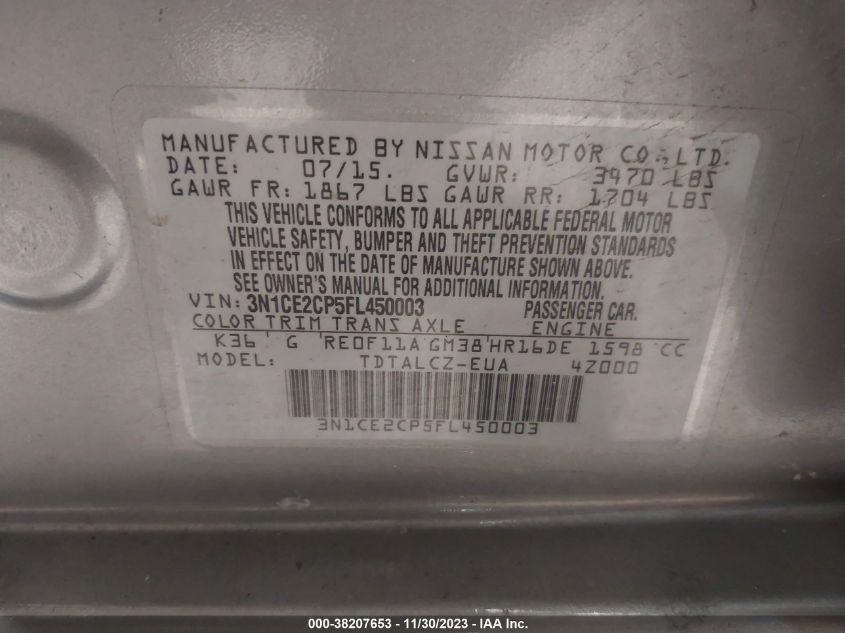 MANUFACTURED BY NISSAN MOTOR CO., LTD.
DATE: 07/15. GVWR: 3470 LBS
GAWR FR: 1867 LBS GAWR RR: 1704 LBS
THIS VEHICLE CONFORMS TO ALL APPLICABLE FEDERAL MOTOR
VEHICLE SAFETY, BUMPER AND THEFT PREVENTION STANDARDS
IN EFFECT ON THE DATE OF MANUFACTURE SHOWN ABOVE.
SEE OWNER'S MANUAL FOR ADDITIONAL INFORMATION.
VIN: 3N1CE2CP5FL450003 PASSENGER CAR.
COLOR TRIM TRANS AXLE ENGINE
K36 G RE0F11A GM38 HR16DE 1598 CC
MODEL: TDTALCZ-EUA 4Z000
3N1CE2CP5FL450003
000-38207653 - 11/30/2023 - IAA Inc.